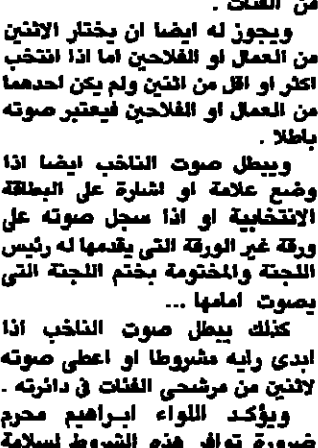 من الفئات .
ويجوز له ايضا ان يختار الاثنين
من العمال او الفلاحين اما اذا انتخب
اكثر او اقل من اثنين ولم يكن احدهما
من العمال او الفلاحين فيعتبر صوته
باطلا .
ويبطل صوت الناخب ايضا اذا
وضع علامة او اشارة على البطاقة
الانتخابية او اذا سجل صوته على
ورقة غير الورقة التى يقدمها له رئيس
اللجنة والمختومة بختم اللجنة التى
يصوت امامها ...
كذلك يبطل صوت الناخب اذا
ابدى رايه مشروطا او اعطى صوته
لاثنين من مرشحى الفئات فى دائرته .
ويؤكد اللواء ابراهيم محرم
ضرورة توافر هذه الشروط لسلامة